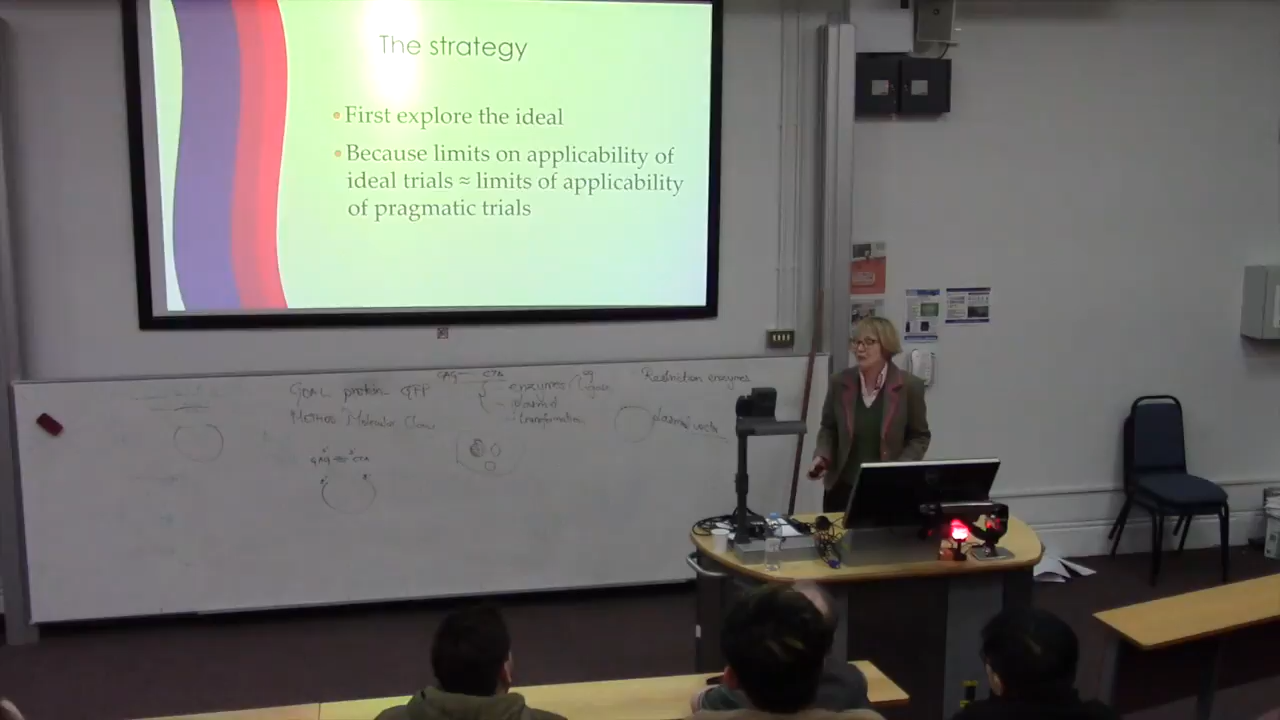 The strategy
First explore the ideal
Because limits on applicability of
ideal trials ≈ limits of applicability
of pragmatic trials
GOAL protein GFP
METHOD Molecular
enzymes
transformation
Restriction enzymes
plasmid vector